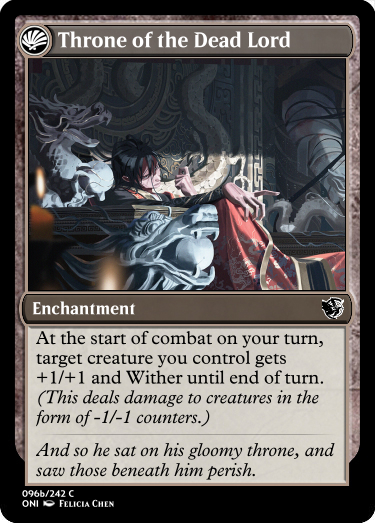 Throne of the Dead Lord
Enchantment
At the start of combat on your turn,
target creature you control gets
+1/+1 and Wither until end of turn.
(This deals damage to creatures in the
form of -1/-1 counters.)
And so he sat on his gloomy throne, and
saw those beneath him perish.
096b/242 C
ONI Felicia Chen